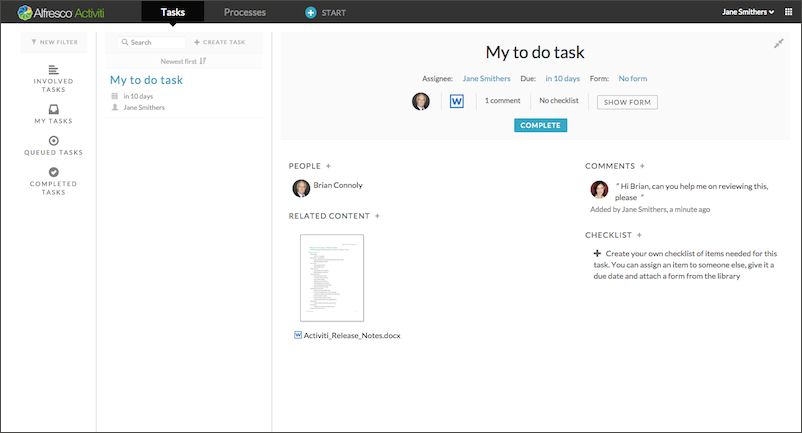 Alfresco Activiti
Tasks
Processes
START
Jane Smithers
NEW FILTER
INVOLVED
TASKS
MY TASKS
QUEUED TASKS
COMPLETED
TASKS
Search
+ CREATE TASK
Newest first
My to do task
in 10 days
Jane Smithers
My to do task
Assignee: Jane Smithers Due: in 10 days Form: No form
W
1 comment
No checklist
SHOW FORM
COMPLETE
PEOPLE +
Brian Connoly
RELATED CONTENT +
W Activiti_Release_Notes.docx
COMMENTS +
“ Hi Brian, can you help me on reviewing this,
please ”
Added by Jane Smithers, a minute ago
CHECKLIST +
+ Create your own checklist of items needed for this
task. You can assign an item to someone else, give it a
due date and attach a form from the library